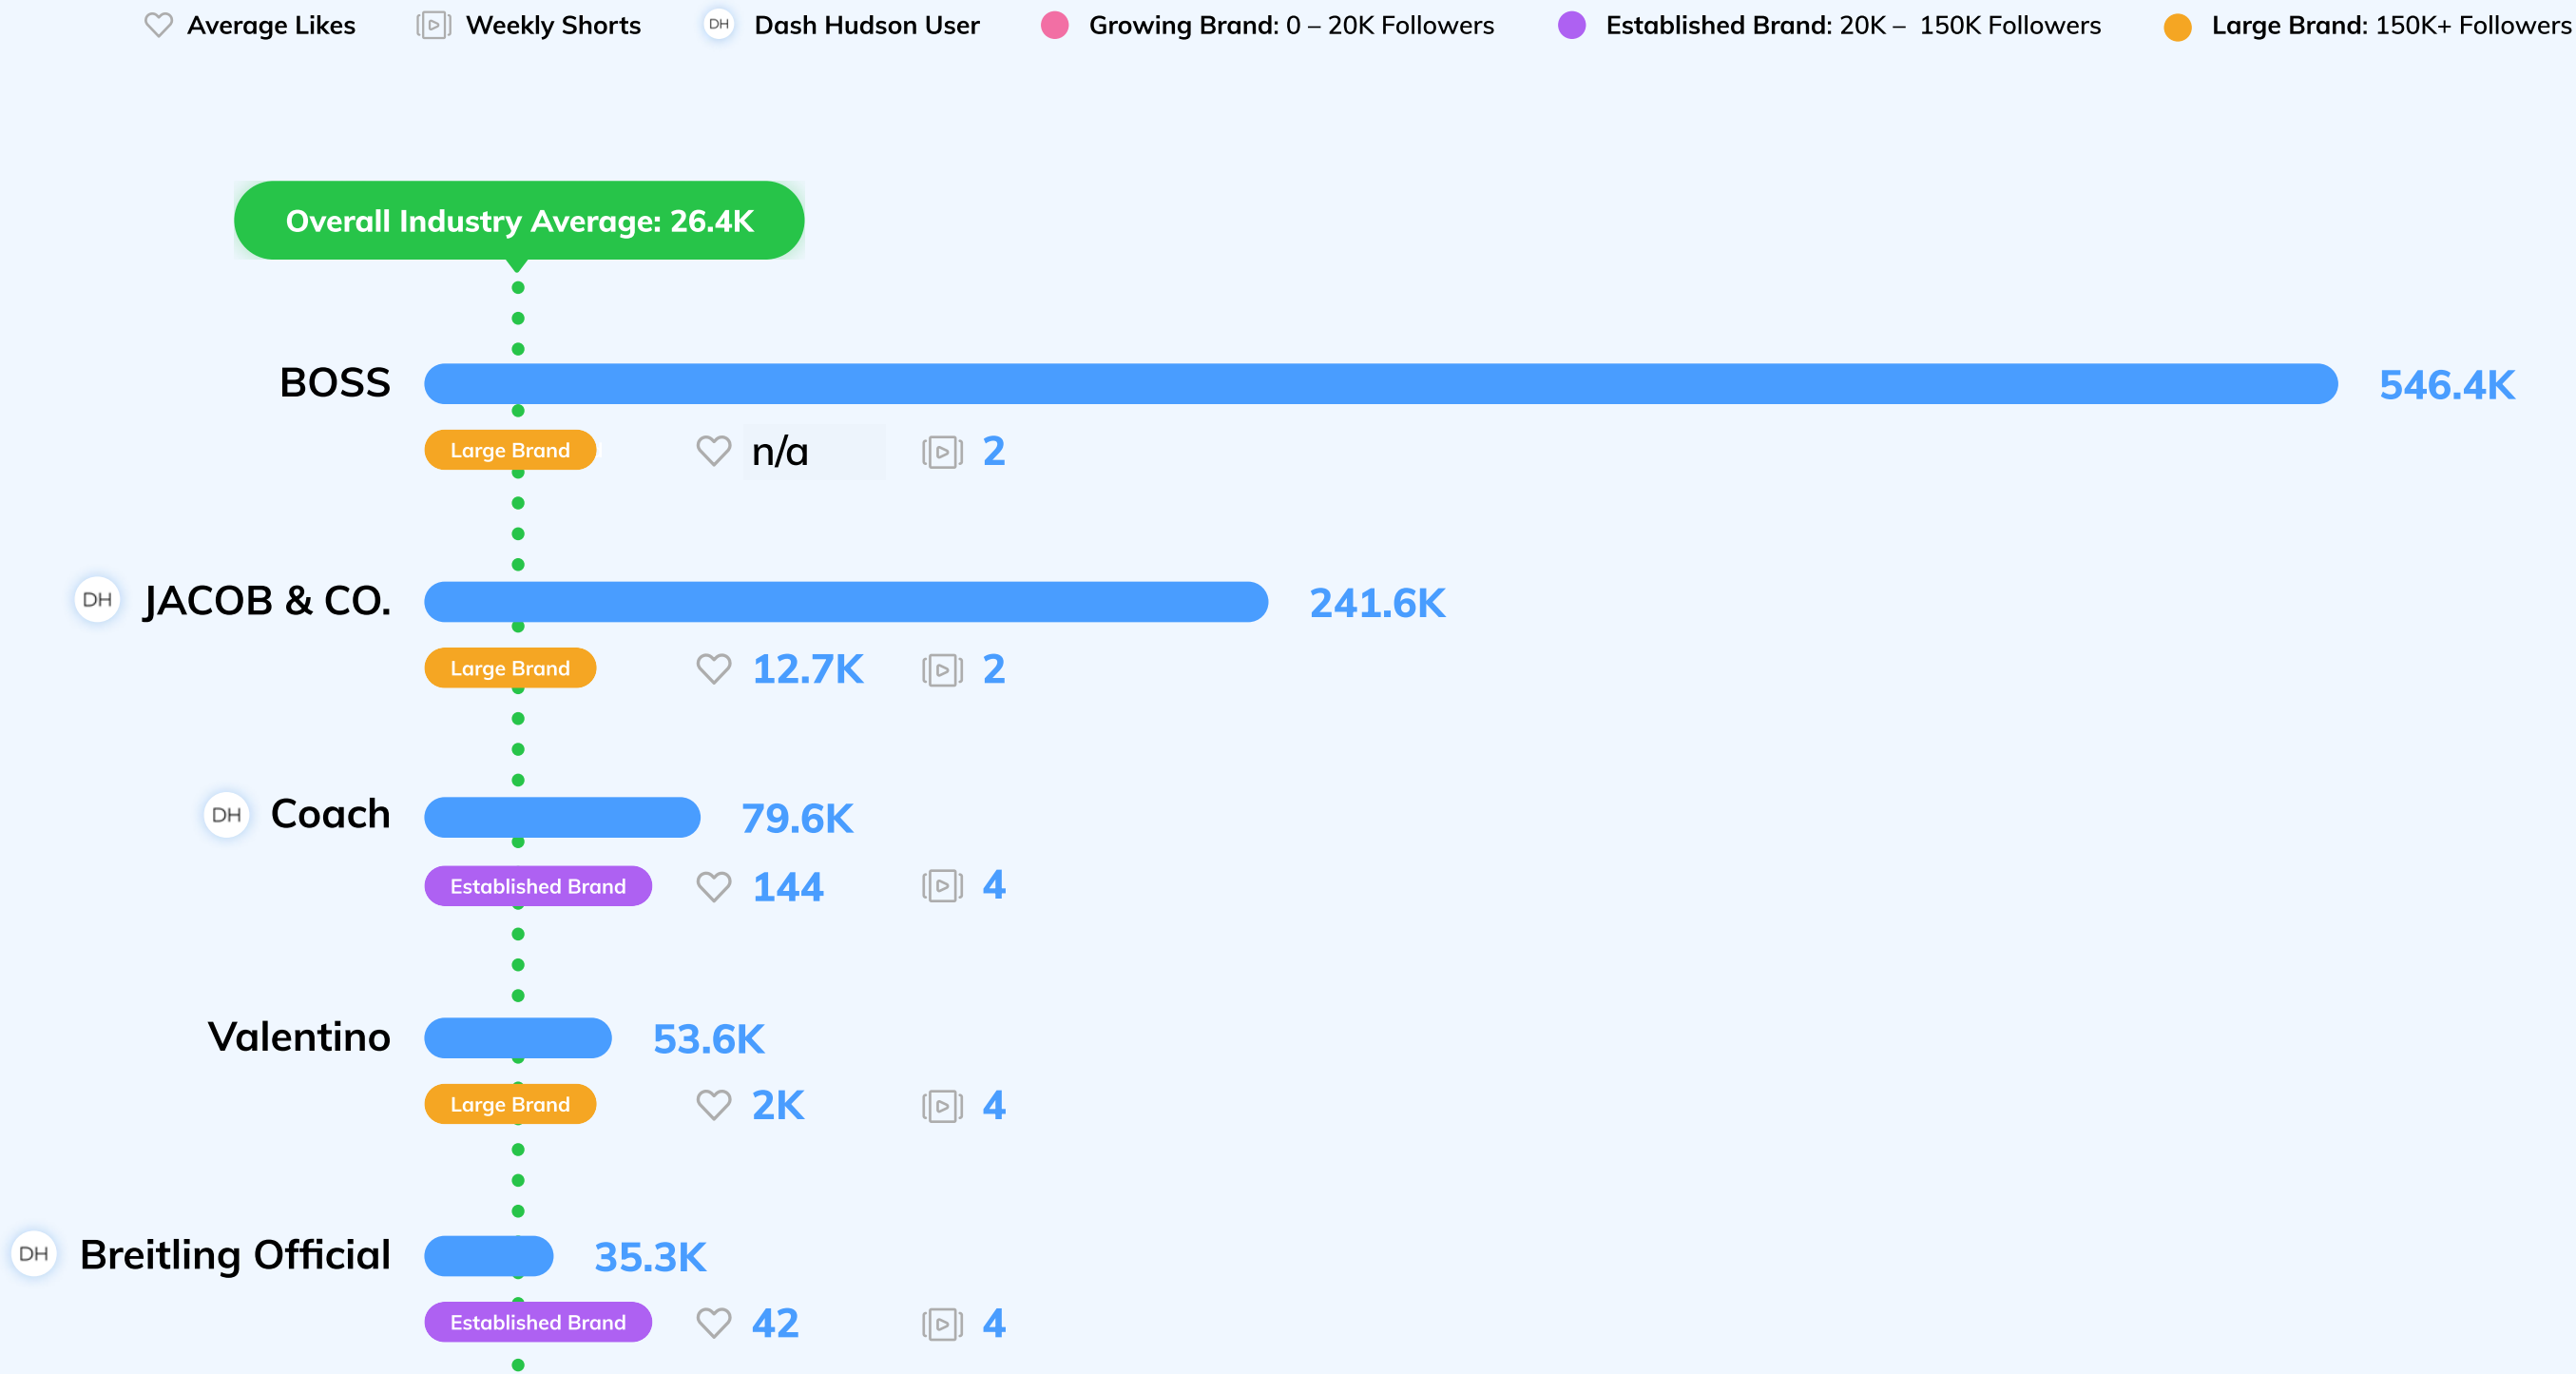 Average Likes
Weekly Shorts
DH Dash Hudson User
Growing Brand: 0 – 20K Followers
Established Brand: 20K – 150K Followers
Large Brand: 150K+ Followers
Overall Industry Average: 26.4K
BOSS 546.4K
Large Brand n/a 2
DH JACOB & CO. 241.6K
Large Brand 12.7K 2
DH Coach 79.6K
Established Brand 144 4
Valentino 53.6K
Large Brand 2K 4
DH Breitling Official 35.3K
Established Brand 42 4